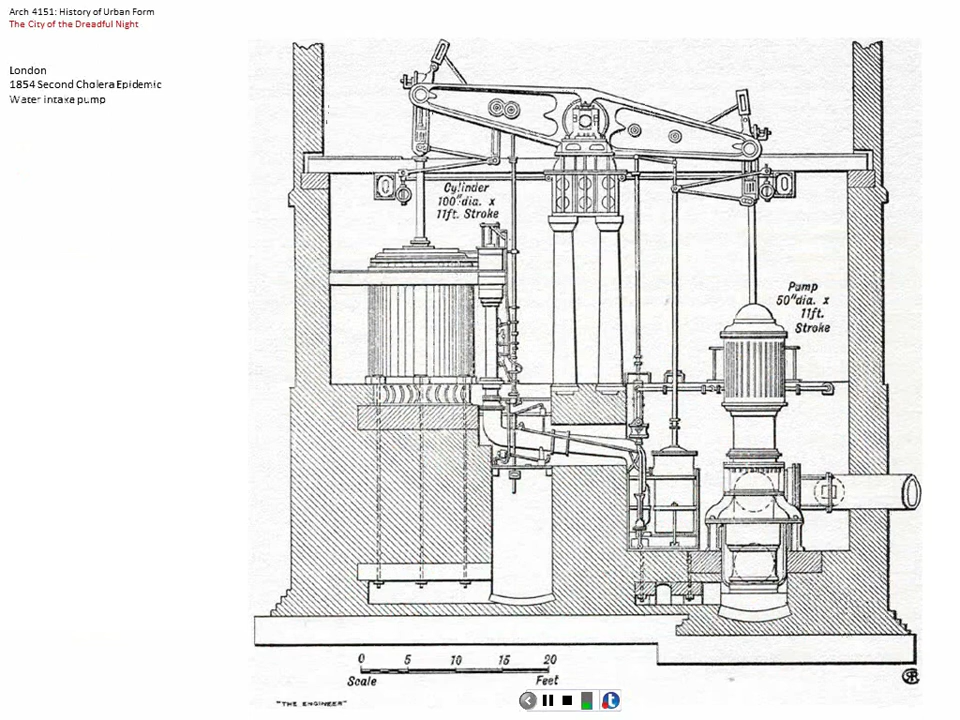 Arch 4151: History of Urban Form
The City of the Dreadful Night
London
1854 Second Cholera Epidemic
Water intake pump
Cylinder
100" dia. x
11ft. Stroke
Pump
50" dia. x
11ft.
Stroke
0 5 10 15 20
Scale Feet
"THE ENGINEER"